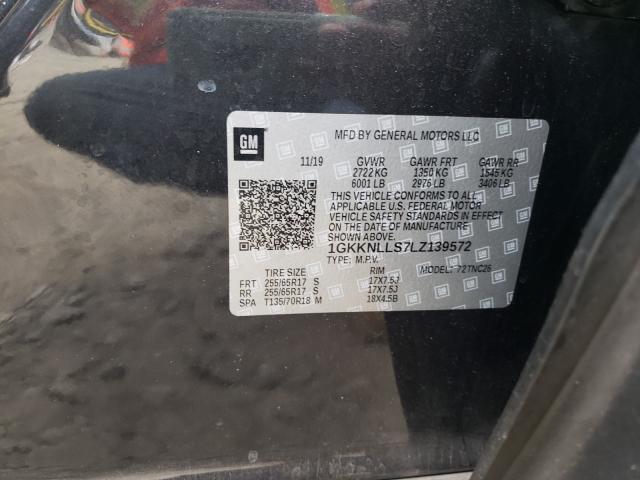 GM
MFD BY GENERAL MOTORS LLC
11/19 GVWR GAWR FRT GAWR RR
2722 KG 1350 KG 1545 KG
6001 LB 2976 LB 3406 LB
THIS VEHICLE CONFORMS TO ALL
APPLICABLE U.S. FEDERAL MOTOR
VEHICLE SAFETY STANDARDS IN EFFECT
ON THE DATE OF MANUFACTURE
SHOWN ABOVE.
1GKKNLLS7LZ139572
TYPE: M.P.V. MODEL: 72TNC26
TIRE SIZE RIM
FRT 255/65R17 S 17X7.5J
RR 255/65R17 S 17X7.5J
SPA T135/70R18 M 18X4.5B